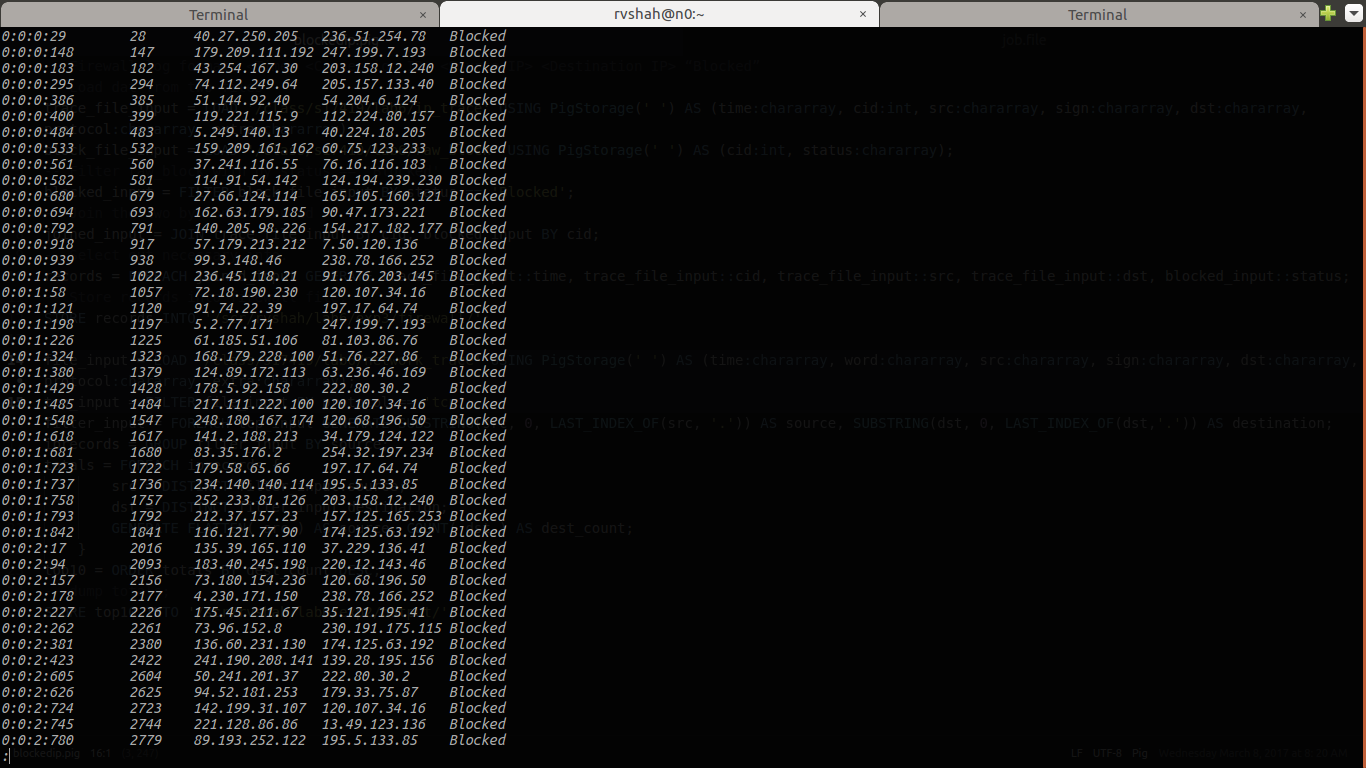 Terminal × rvshah@n0:~ × Terminal ×
0:0:0:29 28 40.27.250.205 236.51.254.78 Blocked
0:0:0:148 147 179.209.111.192 247.199.7.193 Blocked
0:0:0:183 182 43.254.167.30 203.158.12.240 Blocked
0:0:0:295 294 74.112.249.64 205.157.133.40 Blocked
0:0:0:386 385 51.144.92.40 54.204.6.124 Blocked
0:0:0:400 399 119.221.115.9 112.224.80.157 Blocked
0:0:0:484 483 5.249.140.13 40.224.18.205 Blocked
0:0:0:533 532 159.209.161.162 60.75.123.233 Blocked
0:0:0:561 560 37.241.116.55 76.16.116.183 Blocked
0:0:0:582 581 114.91.54.142 124.194.239.230 Blocked
0:0:0:680 679 27.66.124.114 165.105.160.121 Blocked
0:0:0:694 693 162.63.179.185 90.47.173.221 Blocked
0:0:0:792 791 140.205.98.226 154.217.182.177 Blocked
0:0:0:918 917 57.179.213.212 7.50.120.136 Blocked
0:0:0:939 938 99.3.148.46 238.78.166.252 Blocked
0:0:1:23 1022 236.45.118.21 91.176.203.145 Blocked
0:0:1:58 1057 72.18.190.230 120.107.34.16 Blocked
0:0:1:121 1120 91.74.22.39 197.17.64.74 Blocked
0:0:1:198 1197 5.2.77.171 247.199.7.193 Blocked
0:0:1:226 1225 61.185.51.106 81.103.86.76 Blocked
0:0:1:324 1323 168.179.228.100 51.76.227.86 Blocked
0:0:1:380 1379 124.89.172.113 63.236.46.169 Blocked
0:0:1:429 1428 178.5.92.158 222.80.30.2 Blocked
0:0:1:485 1484 217.111.222.100 120.107.34.16 Blocked
0:0:1:548 1547 248.180.167.174 120.68.196.50 Blocked
0:0:1:618 1617 141.2.188.213 34.179.124.122 Blocked
0:0:1:681 1680 83.35.176.2 254.32.197.234 Blocked
0:0:1:723 1722 179.58.65.66 197.17.64.74 Blocked
0:0:1:737 1736 234.140.140.114 195.5.133.85 Blocked
0:0:1:758 1757 252.233.81.126 203.158.12.240 Blocked
0:0:1:793 1792 212.37.157.23 157.125.165.253 Blocked
0:0:1:842 1841 116.121.77.90 174.125.63.192 Blocked
0:0:2:17 2016 135.39.165.110 37.229.136.41 Blocked
0:0:2:94 2093 183.40.245.198 220.12.143.46 Blocked
0:0:2:157 2156 73.180.154.236 120.68.196.50 Blocked
0:0:2:178 2177 4.230.171.150 238.78.166.252 Blocked
0:0:2:227 2226 175.45.211.67 35.121.195.41 Blocked
0:0:2:262 2261 73.96.152.8 230.191.175.115 Blocked
0:0:2:381 2380 136.60.231.130 174.125.63.192 Blocked
0:0:2:423 2422 241.190.208.141 139.28.195.156 Blocked
0:0:2:605 2604 50.241.201.37 222.80.30.2 Blocked
0:0:2:626 2625 94.52.181.253 179.33.75.87 Blocked
0:0:2:724 2723 142.199.31.107 120.107.34.16 Blocked
0:0:2:745 2744 221.128.86.86 13.49.123.136 Blocked
0:0:2:780 2779 89.193.252.122 195.5.133.85 Blocked
: